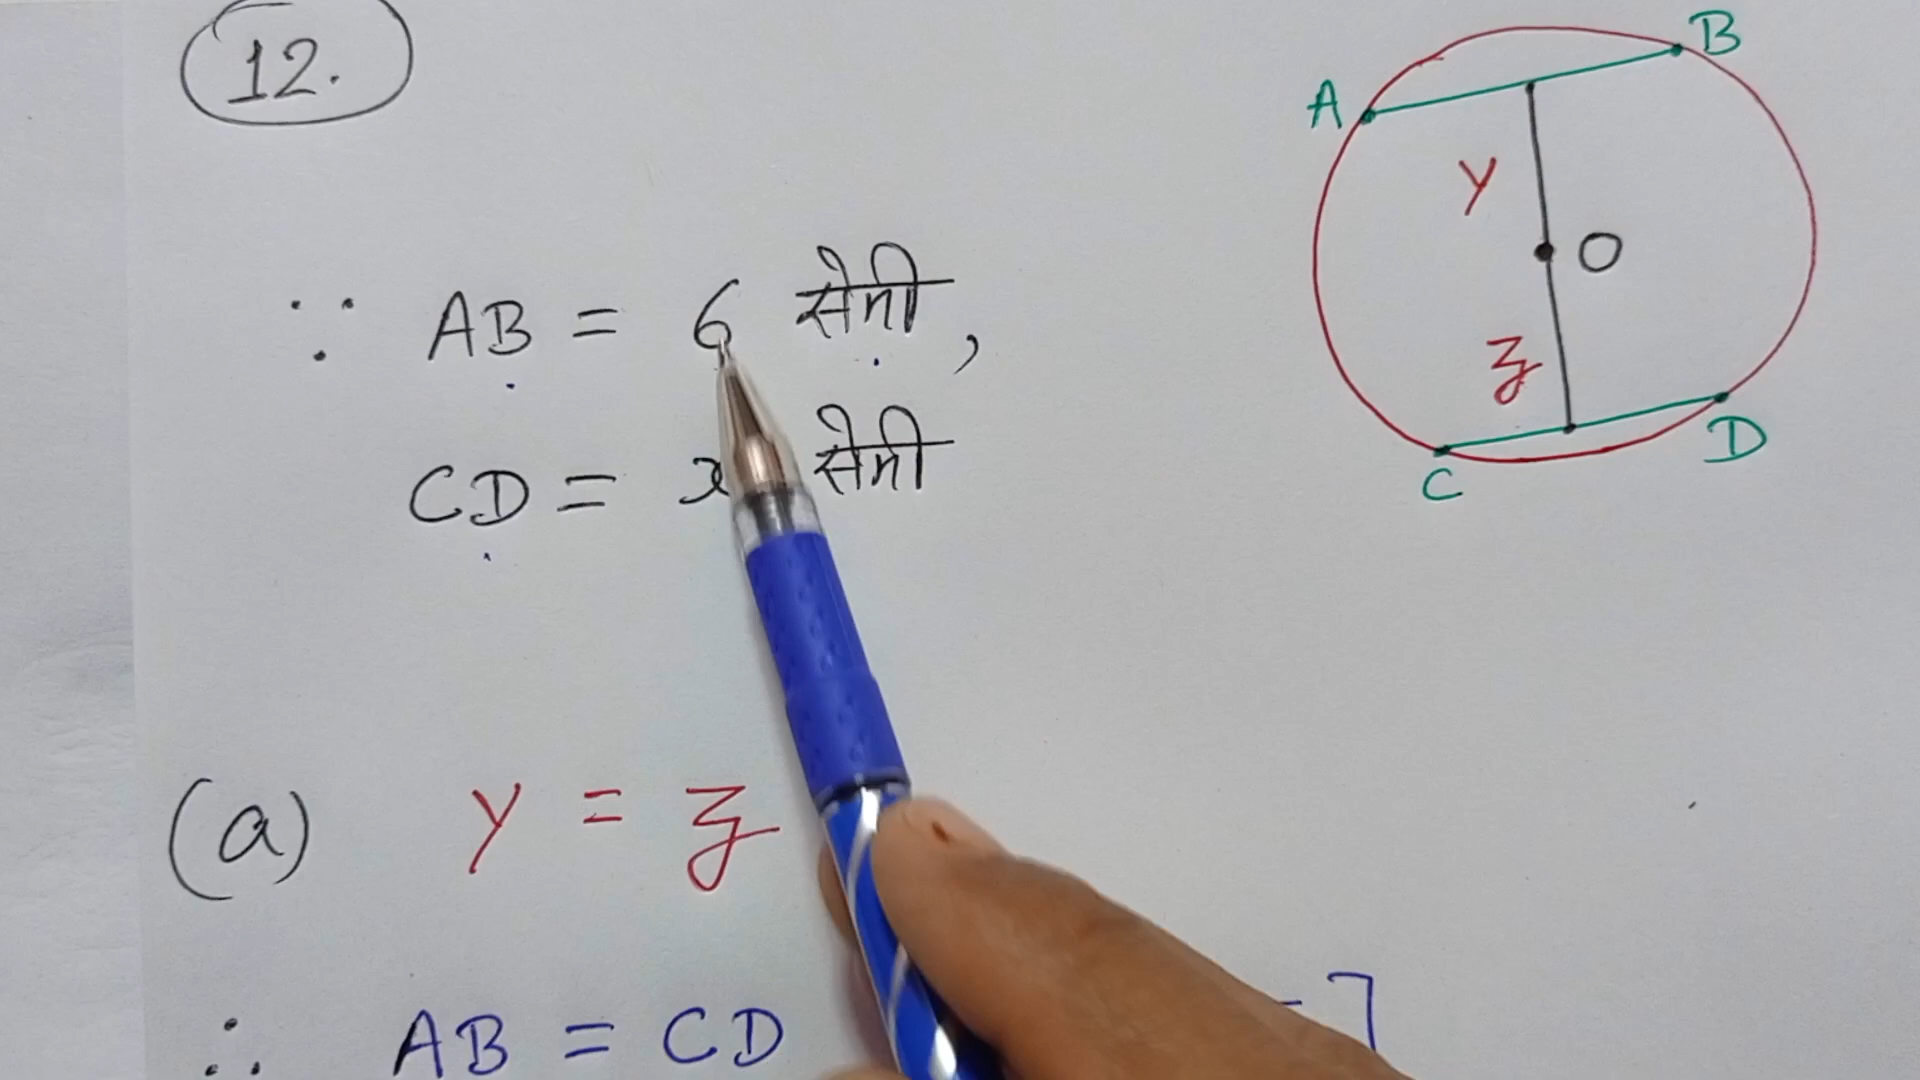 12.
A B
y
O
z
C D
∵ AB = 6 सेमी,
CD = x सेमी
(a) y = z
∴ AB = CD ]